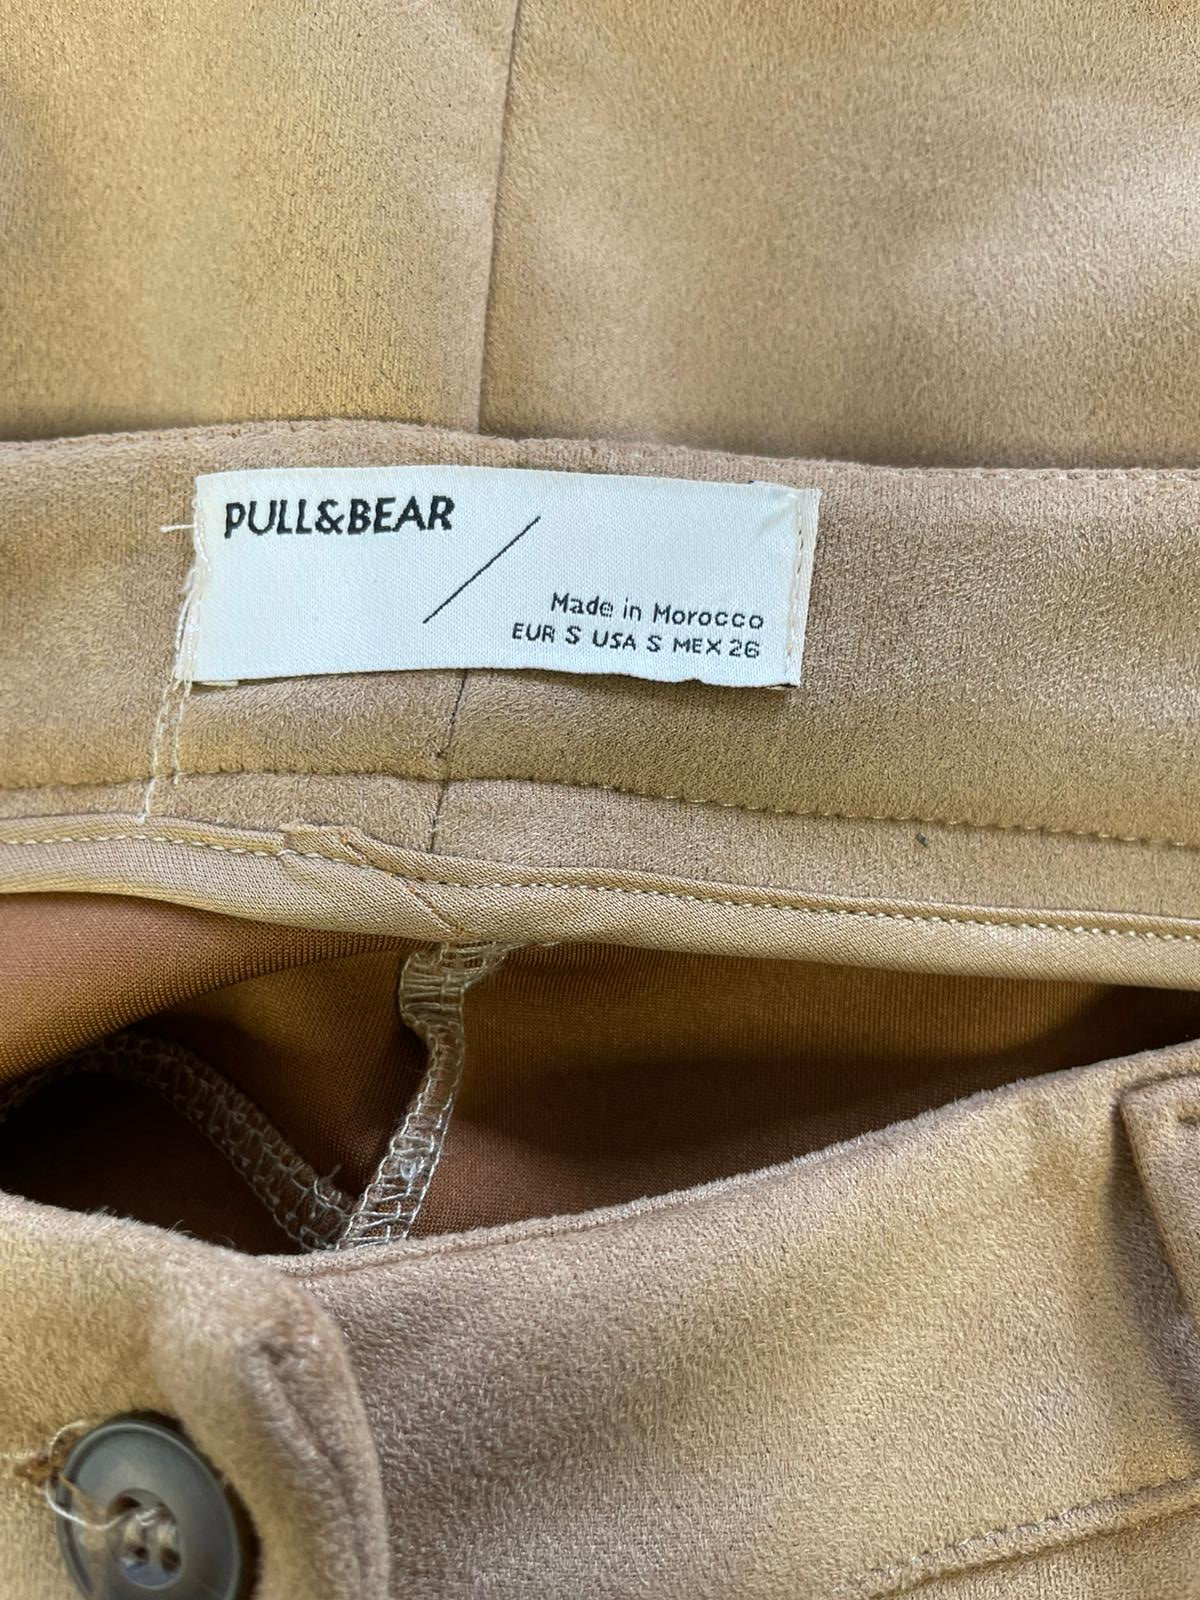 PULL&BEAR
Made in Morocco
EUR S USA S MEX 26